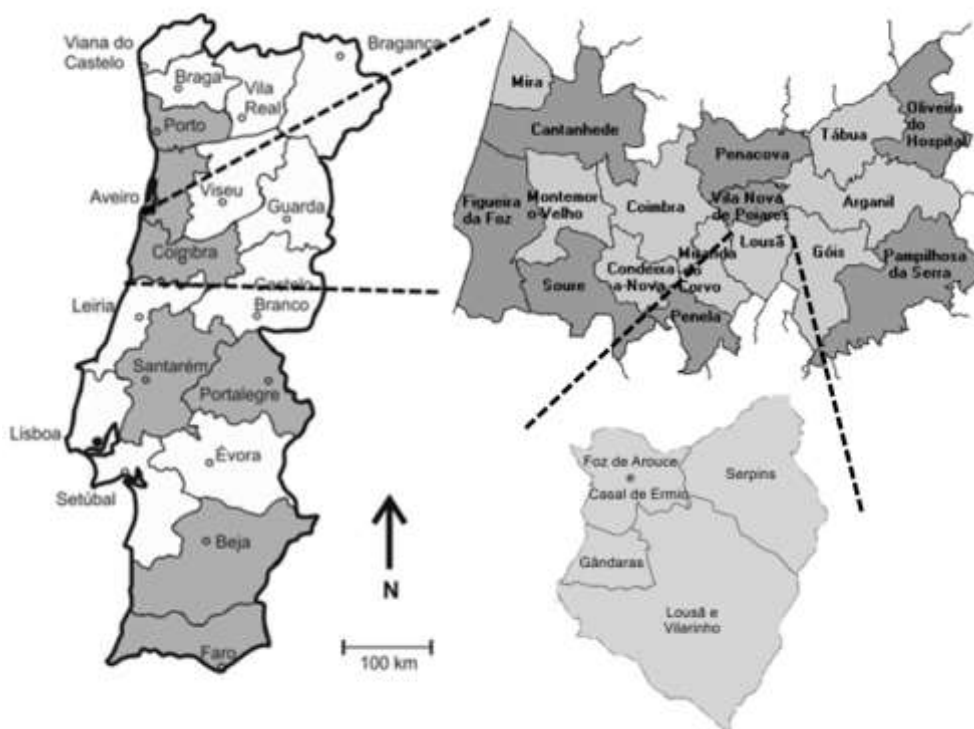 Viana do
Castelo
Bragança
Braga
Vila
Real
Porto
Aveiro
Viseu
Guarda
Coimbra
Leiria
Castelo
Branco
Santarém
Portalegre
Lisboa
Évora
Setúbal
Beja
Faro
N
100 km
Mira
Cantanhede
Oliveira
do
Hospital
Tábua
Penacova
Figueira
da Foz
Montemor
o-Velho
Coimbra
Vila Nova
de Poiares
Arganil
Lousã
Góis
Miranda
do
Corvo
Condeixa
a-Nova
Soure
Pampilhosa
da Serra
Penela
Foz de Arouce
Casal de Ermio
Serpins
Gândaras
Lousã e
Vilarinho